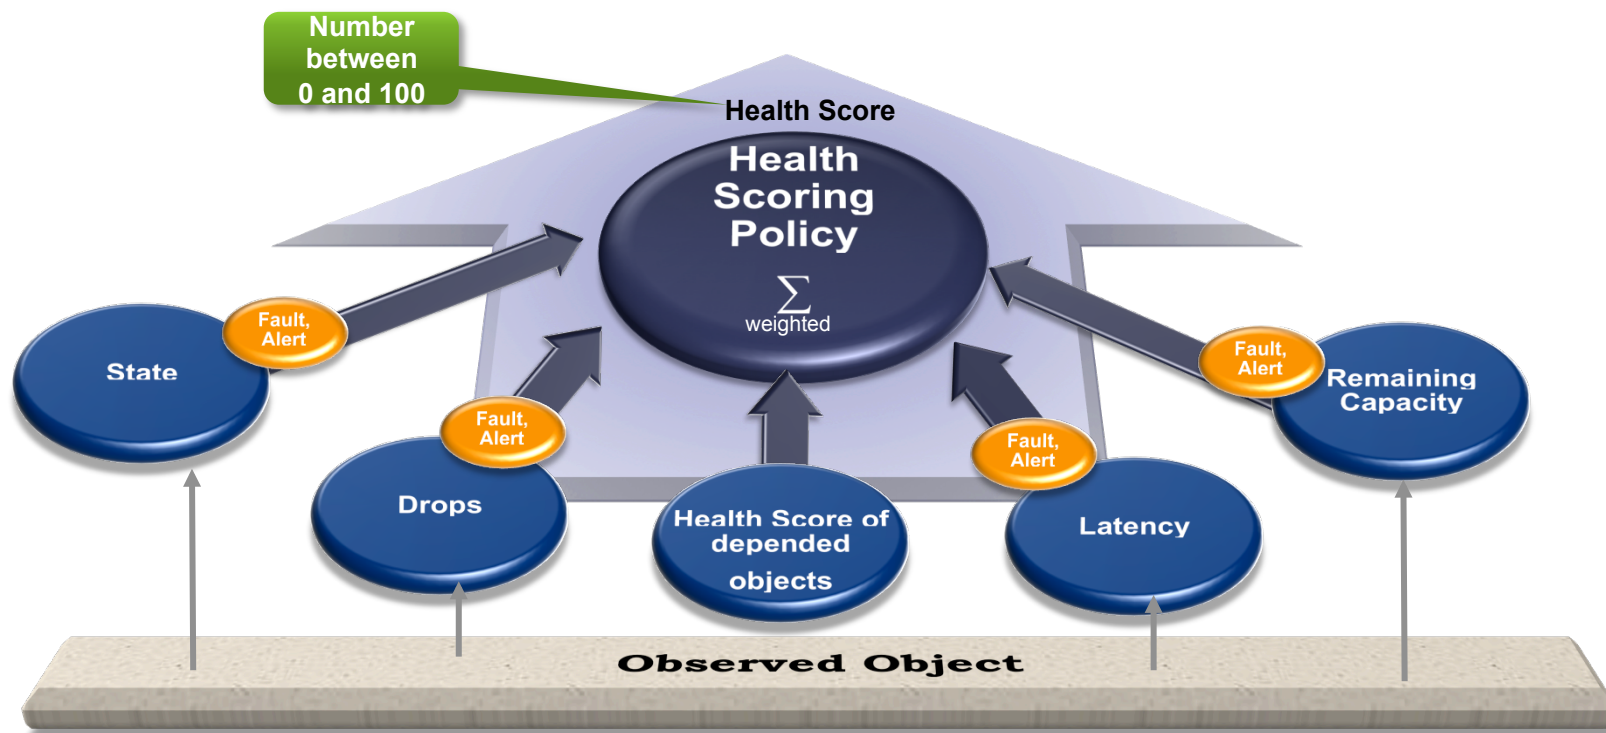 Number
between
0 and 100
Health Score
Health
Scoring
Policy
∑
weighted
Fault,
Alert
State
Fault,
Alert
Drops
Health Score of
depended
objects
Fault,
Alert
Latency
Fault,
Alert
Remaining
Capacity
Observed Object